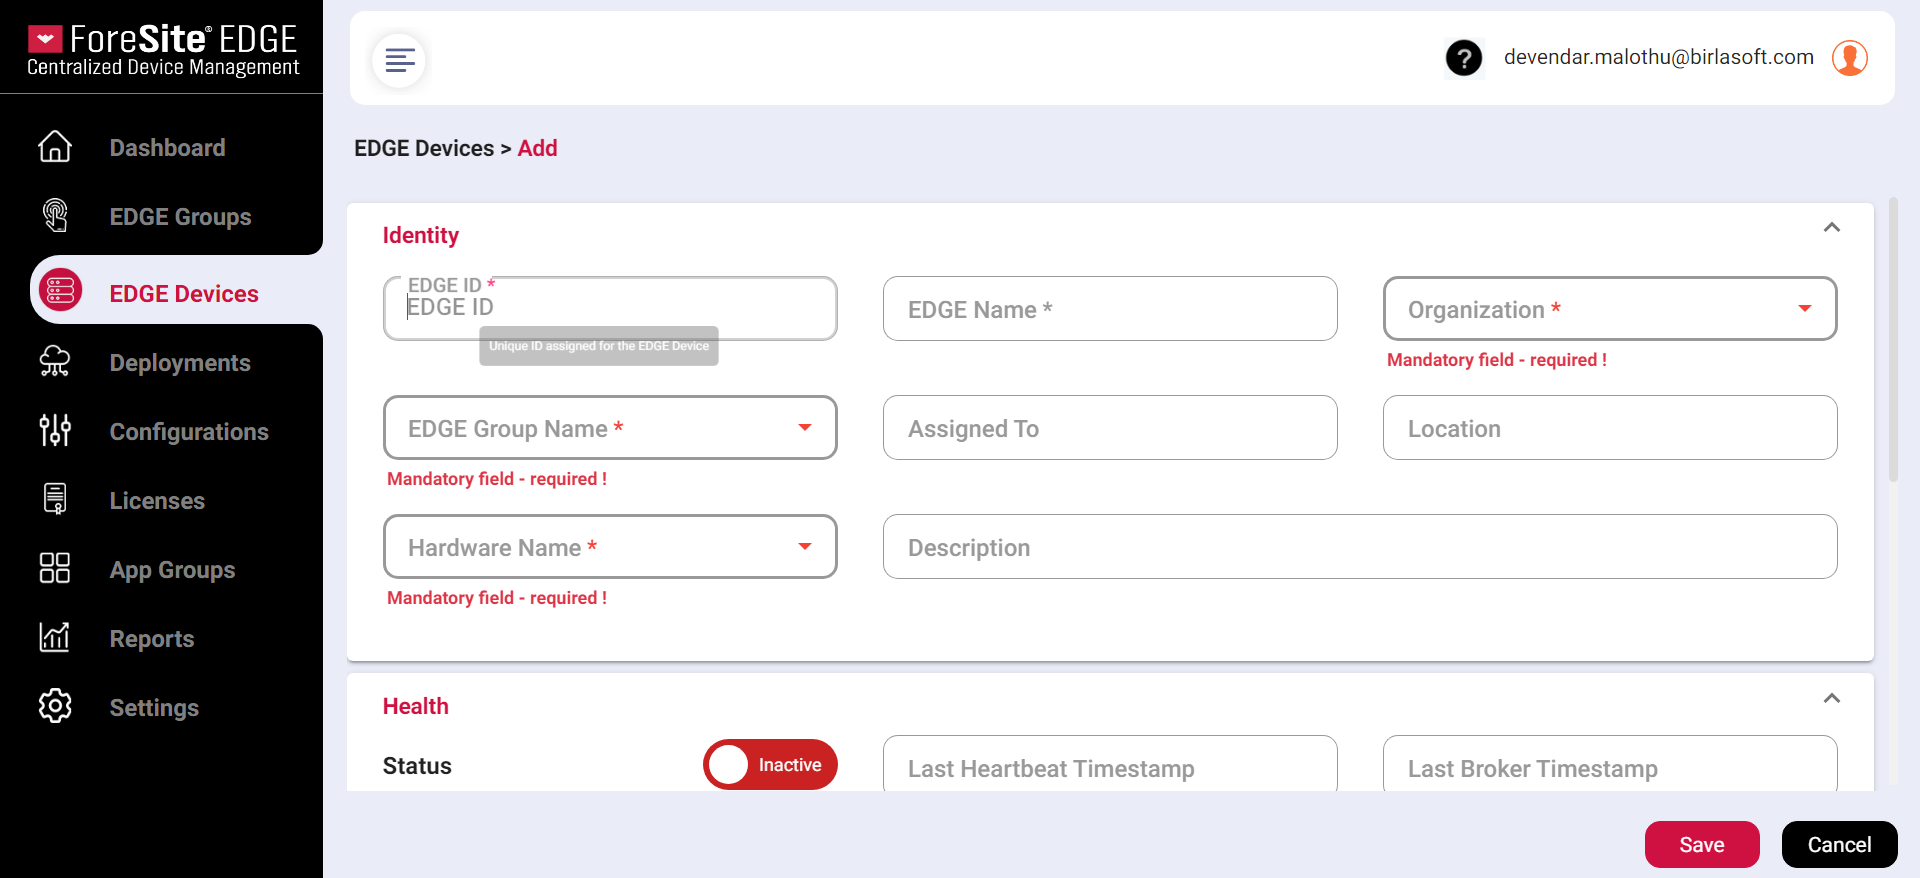 ForeSite® EDGE
Centralized Device Management
?
devendar.malothu@birlasoft.com
Dashboard
EDGE Groups
EDGE Devices
Deployments
Configurations
Licenses
App Groups
Reports
Settings
EDGE Devices > Add
Identity
EDGE ID *
EDGE ID
Unique ID assigned for the EDGE Device
EDGE Name *
Organization *
Mandatory field - required !
EDGE Group Name *
Mandatory field - required !
Assigned To
Location
Hardware Name *
Mandatory field - required !
Description
Health
Status
Inactive
Last Heartbeat Timestamp
Last Broker Timestamp
Save
Cancel